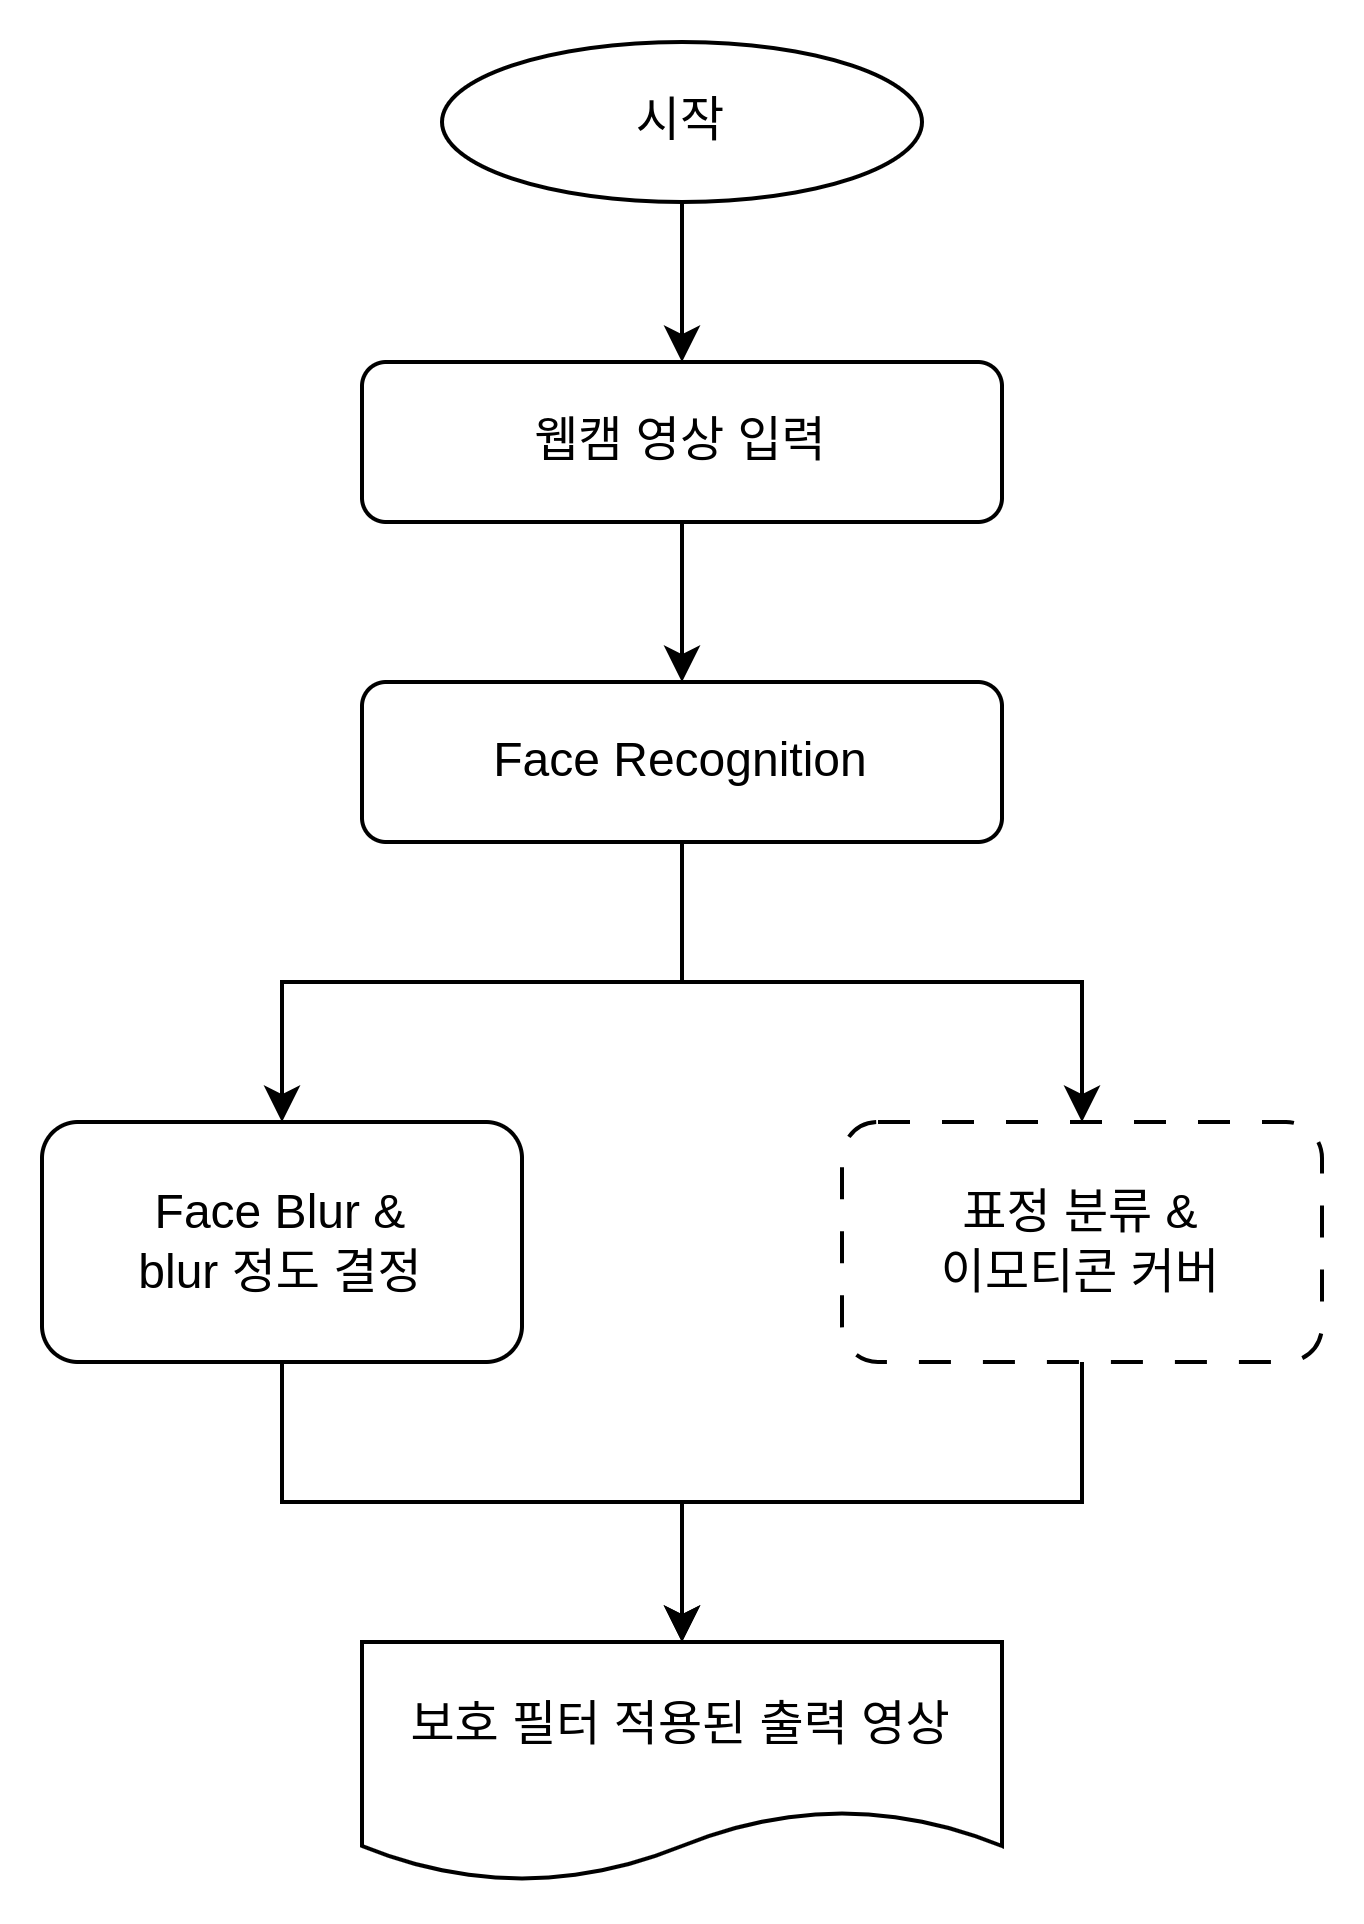 시작
웹캠 영상 입력
Face Recognition
Face Blur &
blur 정도 결정
표정 분류 &
이모티콘 커버
보호 필터 적용된 출력 영상